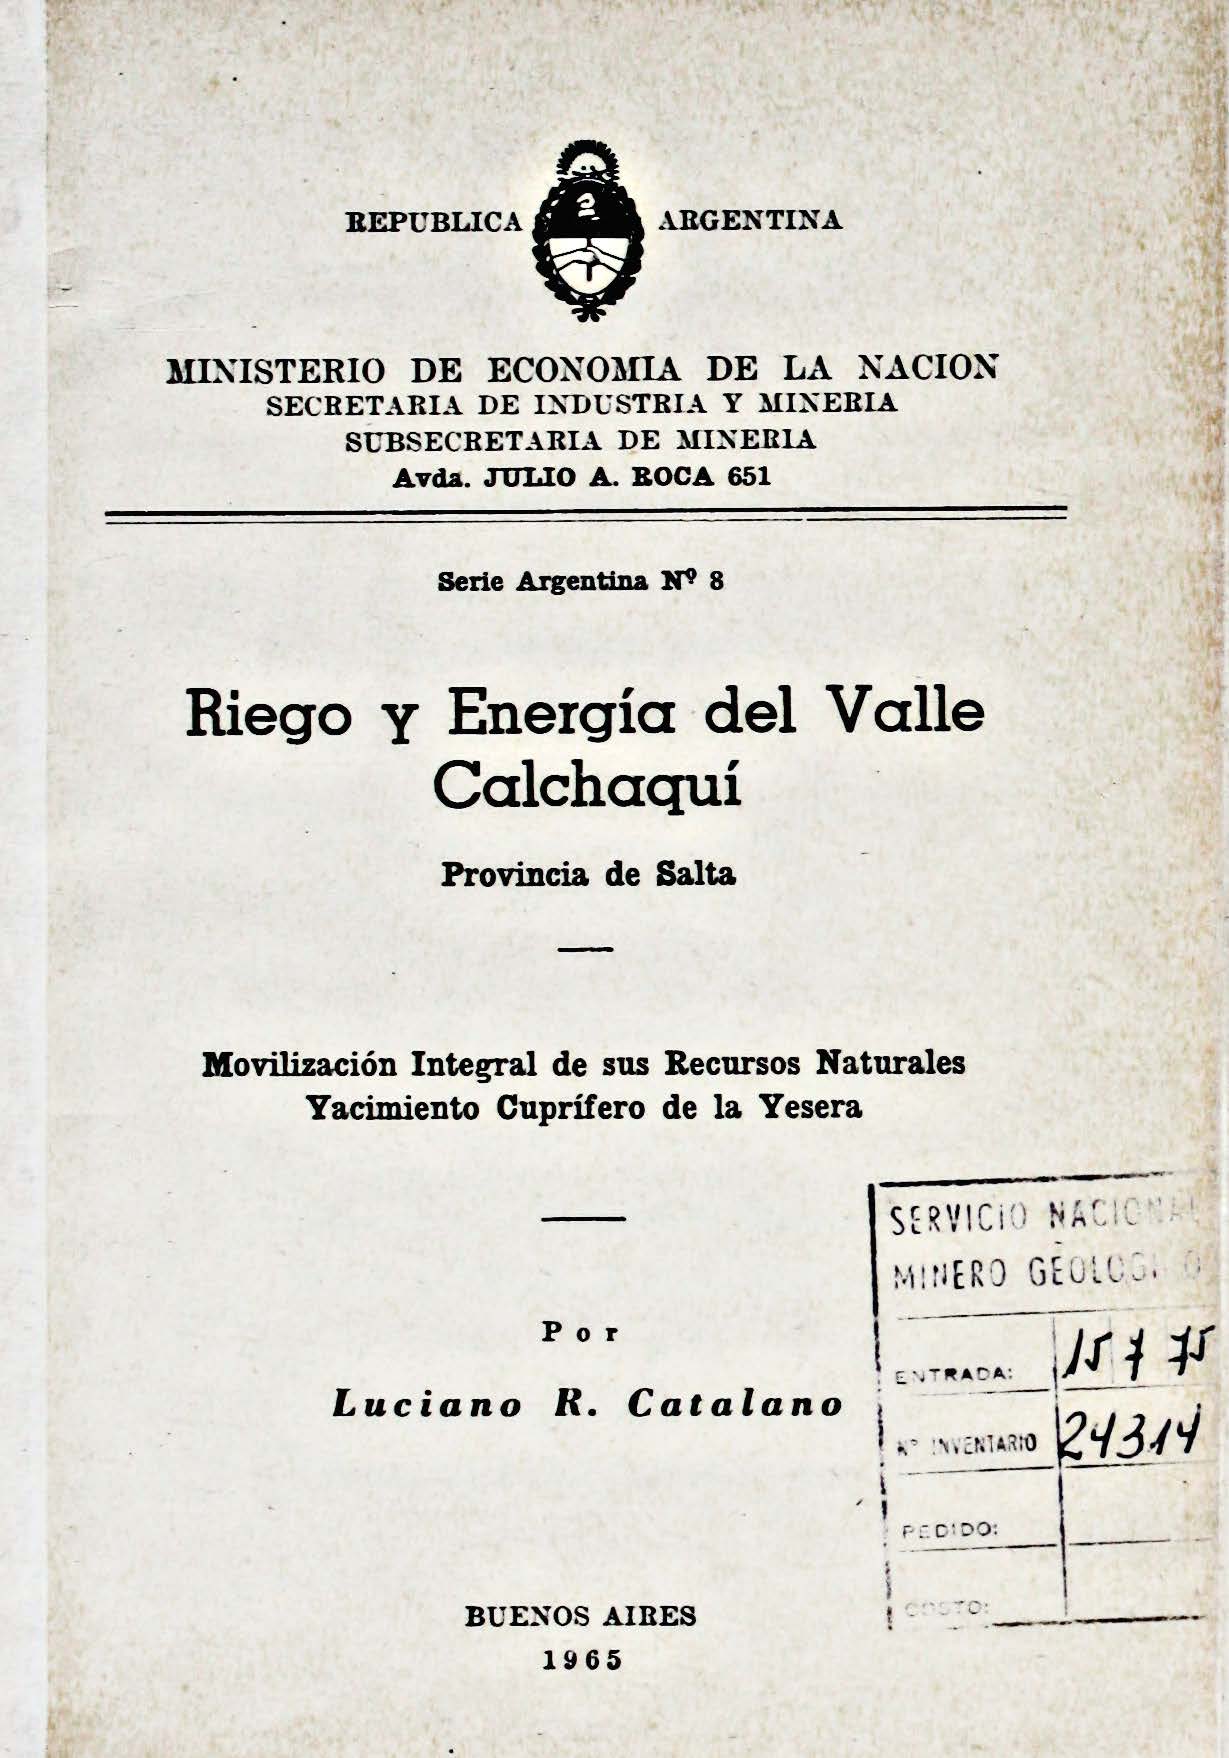 REPUBLICA ARGENTINA
MINISTERIO DE ECONOMIA DE LA NACION
SECRETARIA DE INDUSTRIA Y MINERIA
SUBSECRETARIA DE MINERIA
Avda. JULIO A. ROCA 651
Serie Argentina Nº 8
Riego y Energía del Valle
Calchaquí
Provincia de Salta
Movilización Integral de sus Recursos Naturales
Yacimiento Cuprífero de la Yesera
Por
Luciano R. Catalano
BUENOS AIRES
1965
SERVICIO NACIONAL
MINERO GEOLOGICO
ENTRADA: 15 7 75
Nº INVENTARIO 24314
PEDIDO:
COSTO: